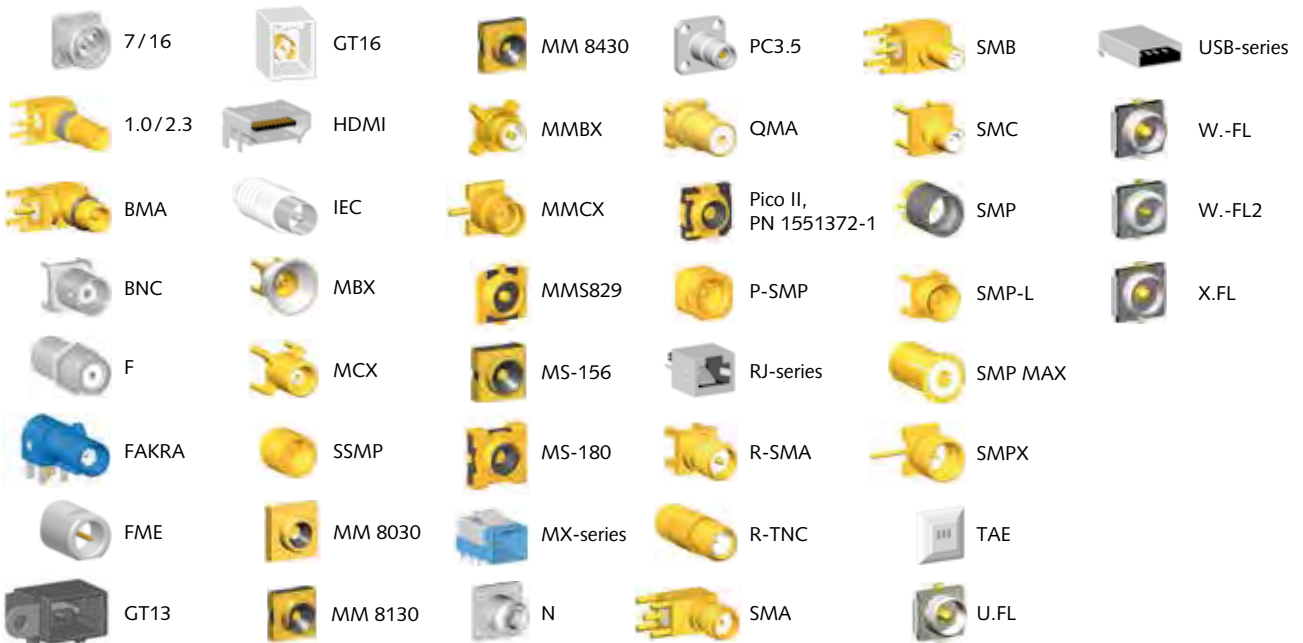 7/16
1.0/2.3
BMA
BNC
F
FAKRA
FME
GT13
GT16
HDMI
IEC
MBX
MCX
SSMP
MM 8030
MM 8130
MM 8430
MMBX
MMCX
MMS829
MS-156
MS-180
MX-series
N
PC3.5
QMA
Pico II,
PN 1551372-1
P-SMP
RJ-series
R-SMA
R-TNC
SMA
SMB
SMC
SMP
SMP-L
SMP MAX
SMPX
TAE
U.FL
USB-series
W.-FL
W.-FL2
X.FL